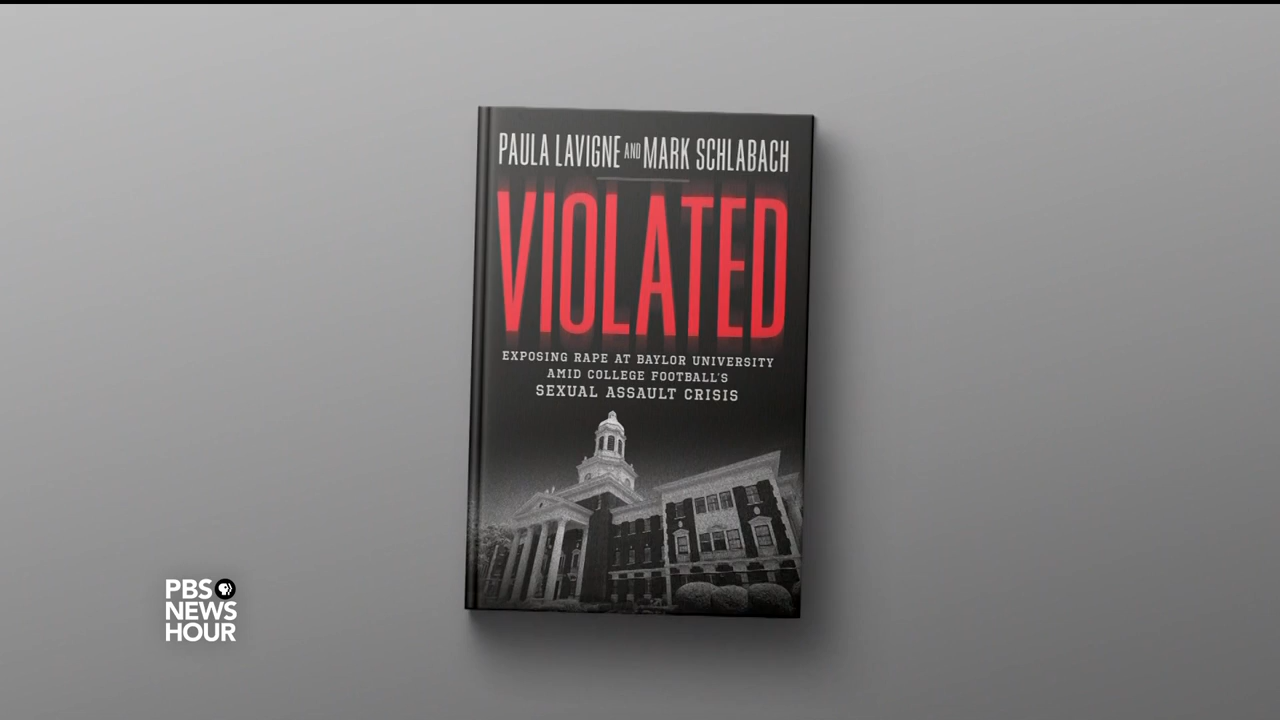 PAULA LAVIGNE AND MARK SCHLABACH
VIOLATED
EXPOSING RAPE AT BAYLOR UNIVERSITY
AMID COLLEGE FOOTBALL'S
SEXUAL ASSAULT CRISIS
PBS
NEWS
HOUR